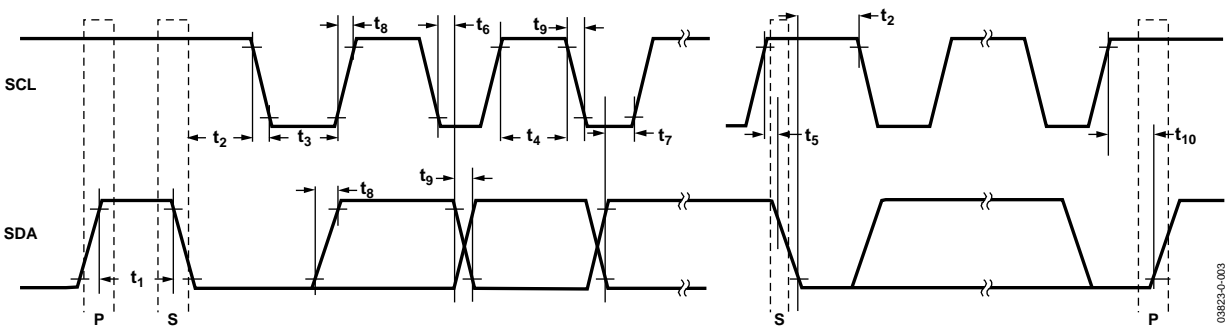 t8 t6 t9 t2
SCL
t2 t3 t4 t7 t5 t10
t9 t8
SDA
t1
P S S P
03823-0-003